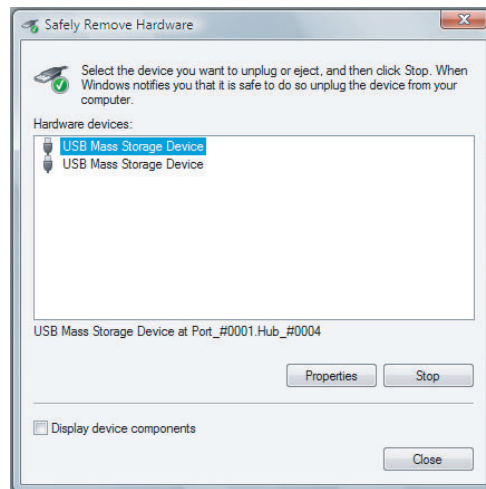 Safely Remove Hardware
Select the device you want to unplug or eject, and then click Stop. When
Windows notifies you that it is safe to do so unplug the device from your
computer.
Hardware devices:
USB Mass Storage Device
USB Mass Storage Device
USB Mass Storage Device at Port_#0001.Hub_#0004
Properties Stop
Display device components
Close